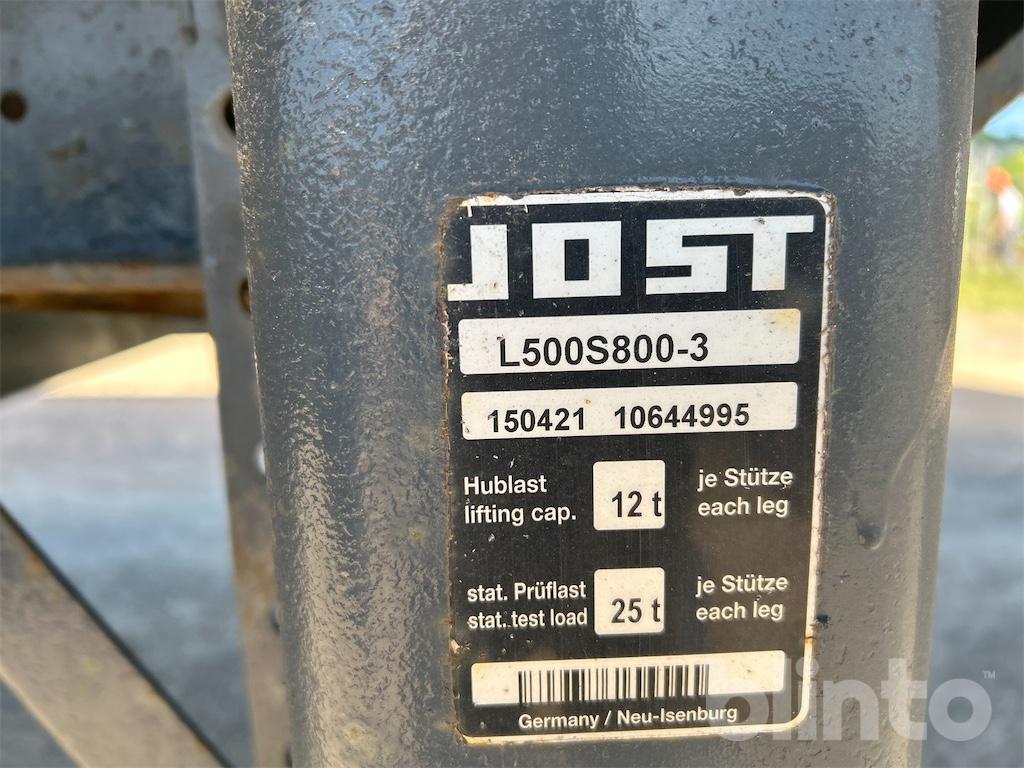 JOST
L500S800-3
150421 10644995
Hublast 12 t je Stütze
lifting cap. each leg
stat. Prüflast 25 t je Stütze
stat. test load each leg
Germany / Neu-Isenburg
blinto™